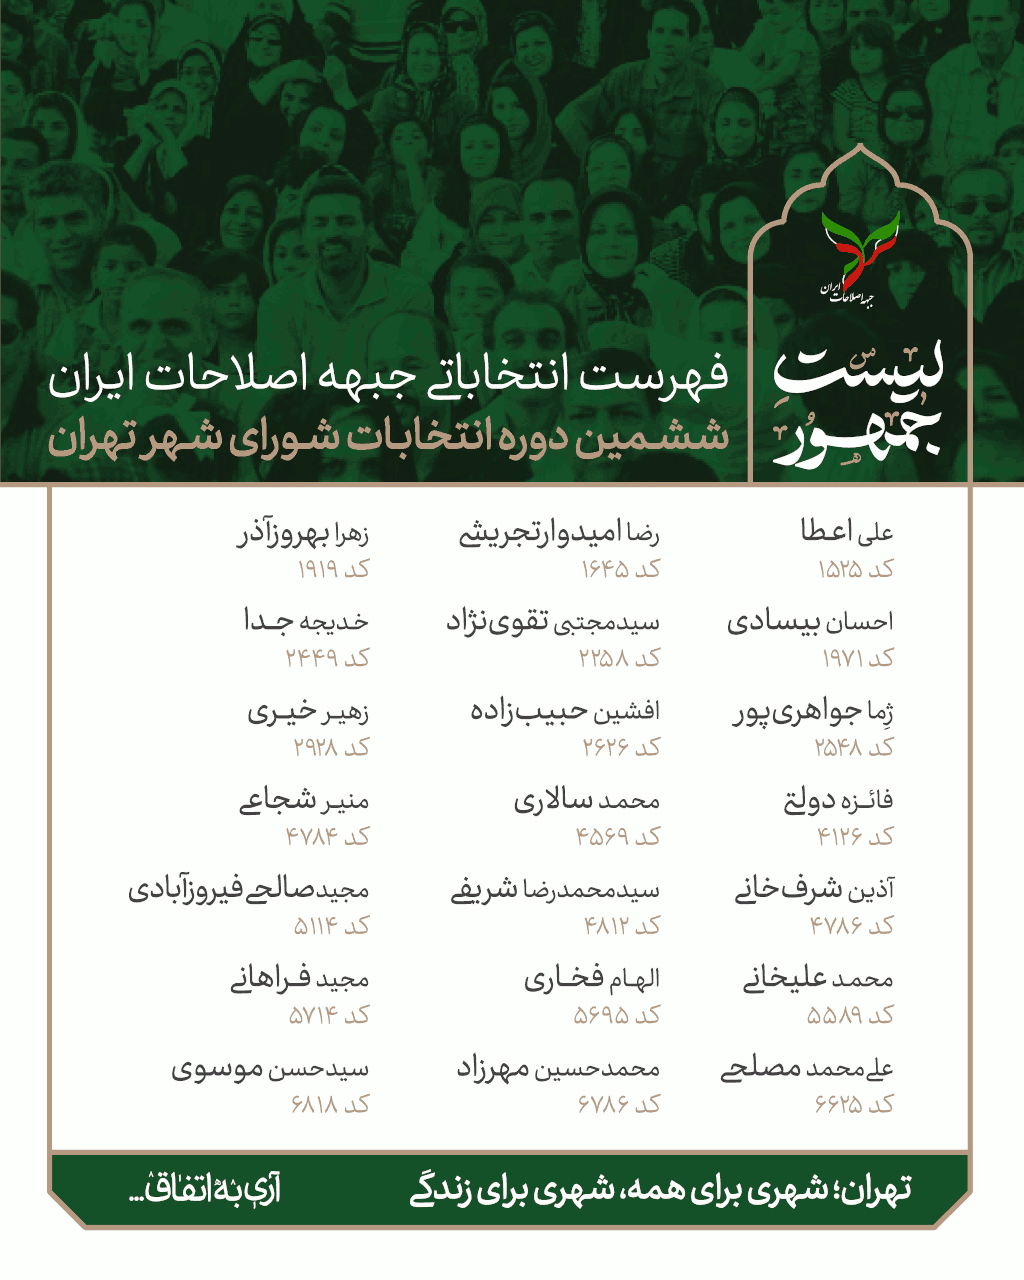 جبهه اصلاحات ایران
لیست
جمهور
فهرست انتخاباتی جبهه اصلاحات ایران
ششمین دوره انتخابات شورای شهر تهران
علی اعطا
کد ۱۵۲۵
رضا امیدوارتجریشی
کد ۱۶۴۵
زهرا بهروزآذر
کد ۱۹۱۹
احسان بیسادی
کد ۱۹۷۱
سیدمجتبی تقوی‌نژاد
کد ۲۲۵۸
خدیجه جدا
کد ۲۴۴۹
ژِما جواهری‌پور
کد ۲۵۴۸
افشین حبیب‌زاده
کد ۲۶۲۶
زهیر خیری
کد ۲۹۲۸
فائزه دولتی
کد ۴۱۲۶
محمد سالاری
کد ۴۵۶۹
منیر شجاعی
کد ۴۷۸۴
آذین شرف‌خانی
کد ۴۷۸۶
سیدمحمدرضا شریفی
کد ۴۸۱۲
مجیدصالحی‌فیروزآبادی
کد ۵۱۱۴
محمد علیخانی
کد ۵۵۸۹
الهام فخاری
کد ۵۶۹۵
مجید فراهانی
کد ۵۷۱۴
علی‌محمد مصلحی
کد ۶۶۲۵
محمدحسین مهرزاد
کد ۶۷۸۶
سیدحسن موسوی
کد ۶۸۱۸
تهران؛ شهری برای همه، شهری برای زندگی
آری به اتفاق...